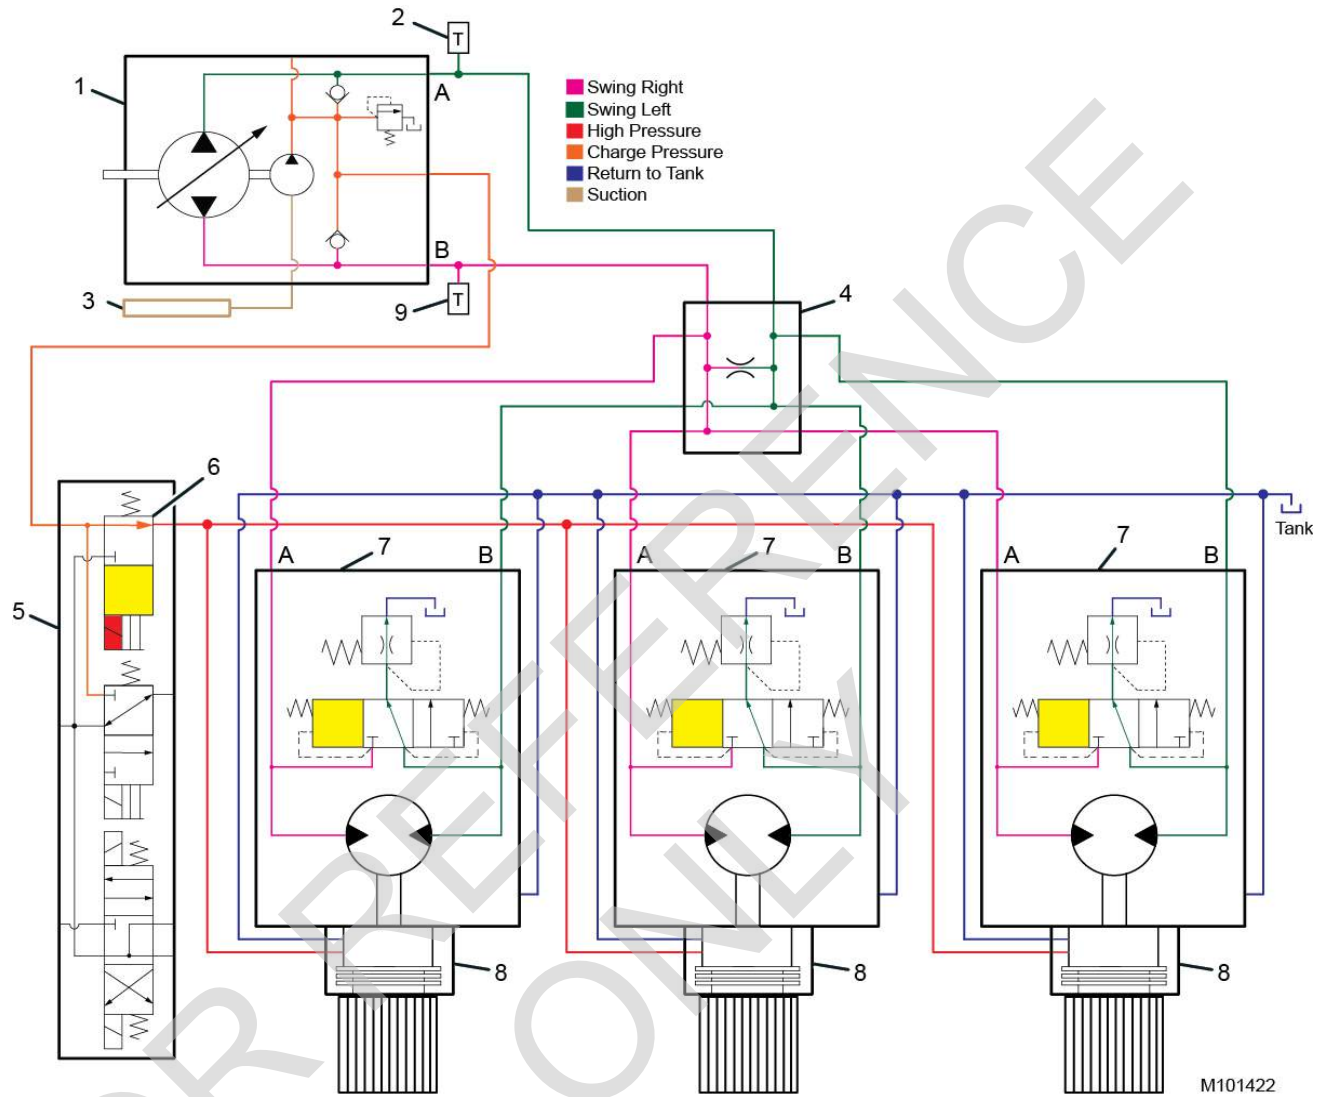 2
T
1
A
Swing Right
Swing Left
High Pressure
Charge Pressure
Return to Tank
Suction
B
3
9
T
4
6
Tank
5
A
7
B
A
7
B
A
7
B
8
8
8
M101422
FOR REFERENCE
ONLY